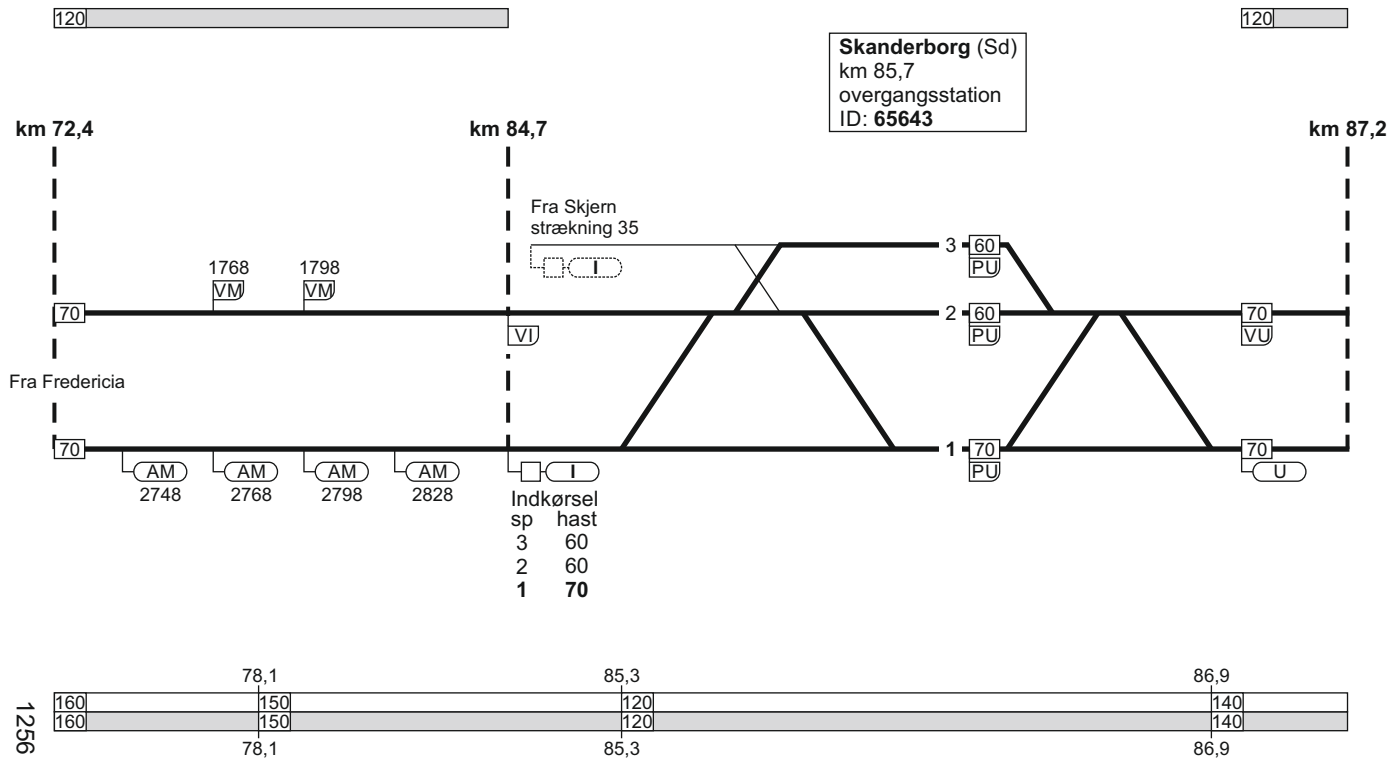 120
120
Skanderborg (Sd)
km 85,7
overgangsstation
ID: 65643
km 72,4
km 84,7
km 87,2
Fra Skjern
strækning 35
I
3 60
PU
1768
VM
1798
VM
70
2 60
PU
70
VU
VI
Fra Fredericia
70
1 70
PU
70
U
AM
2748
AM
2768
AM
2798
AM
2828
I
Indkørsel
sp hast
3 60
2 60
1 70
78,1 85,3 86,9
160 150 120 140
160 150 120 140
78,1 85,3 86,9
1256